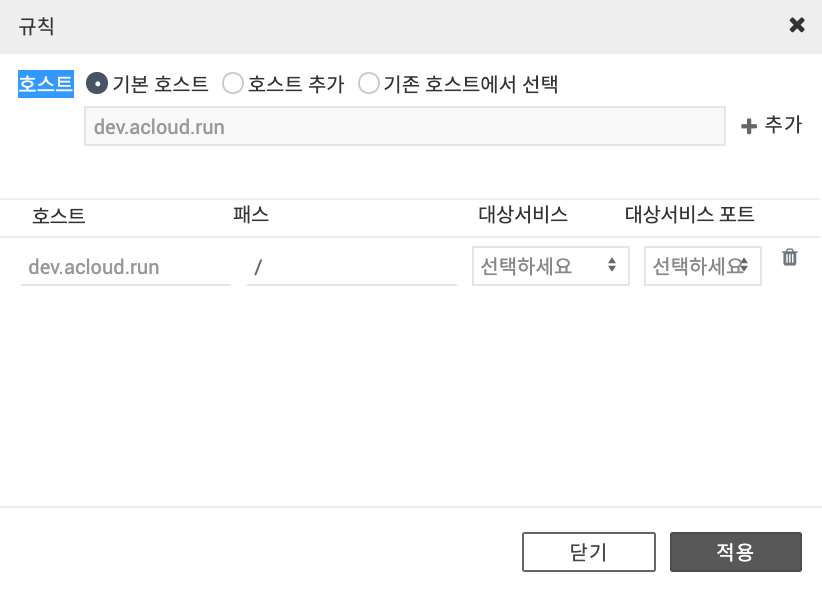 규칙
호스트 기본 호스트 호스트 추가 기존 호스트에서 선택
dev.acloud.run 추가
호스트 패스 대상서비스 대상서비스 포트
dev.acloud.run / 선택하세요 선택하세요
닫기 적용